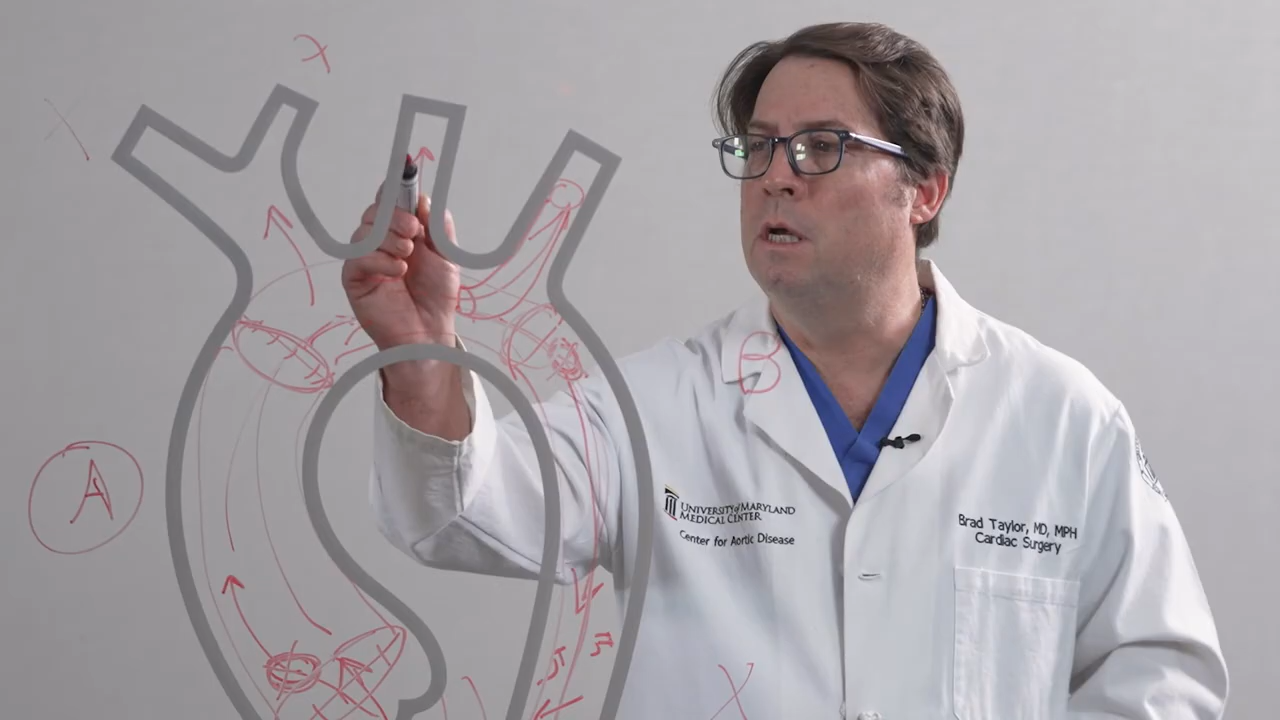 A
B
UNIVERSITY of MARYLAND
MEDICAL CENTER
Center for Aortic Disease
Brad Taylor, MD, MPH
Cardiac Surgery